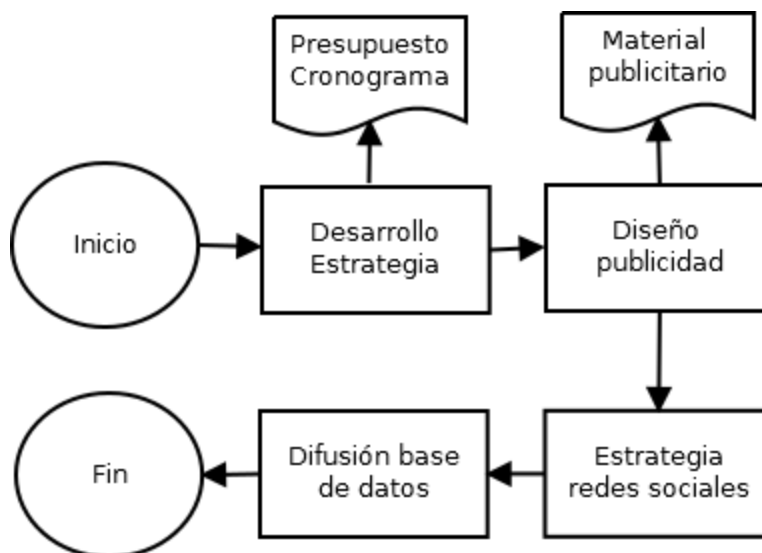 Presupuesto
Cronograma
Material
publicitario
Inicio
Desarrollo
Estrategia
Diseño
publicidad
Fin
Difusión base
de datos
Estrategia
redes sociales